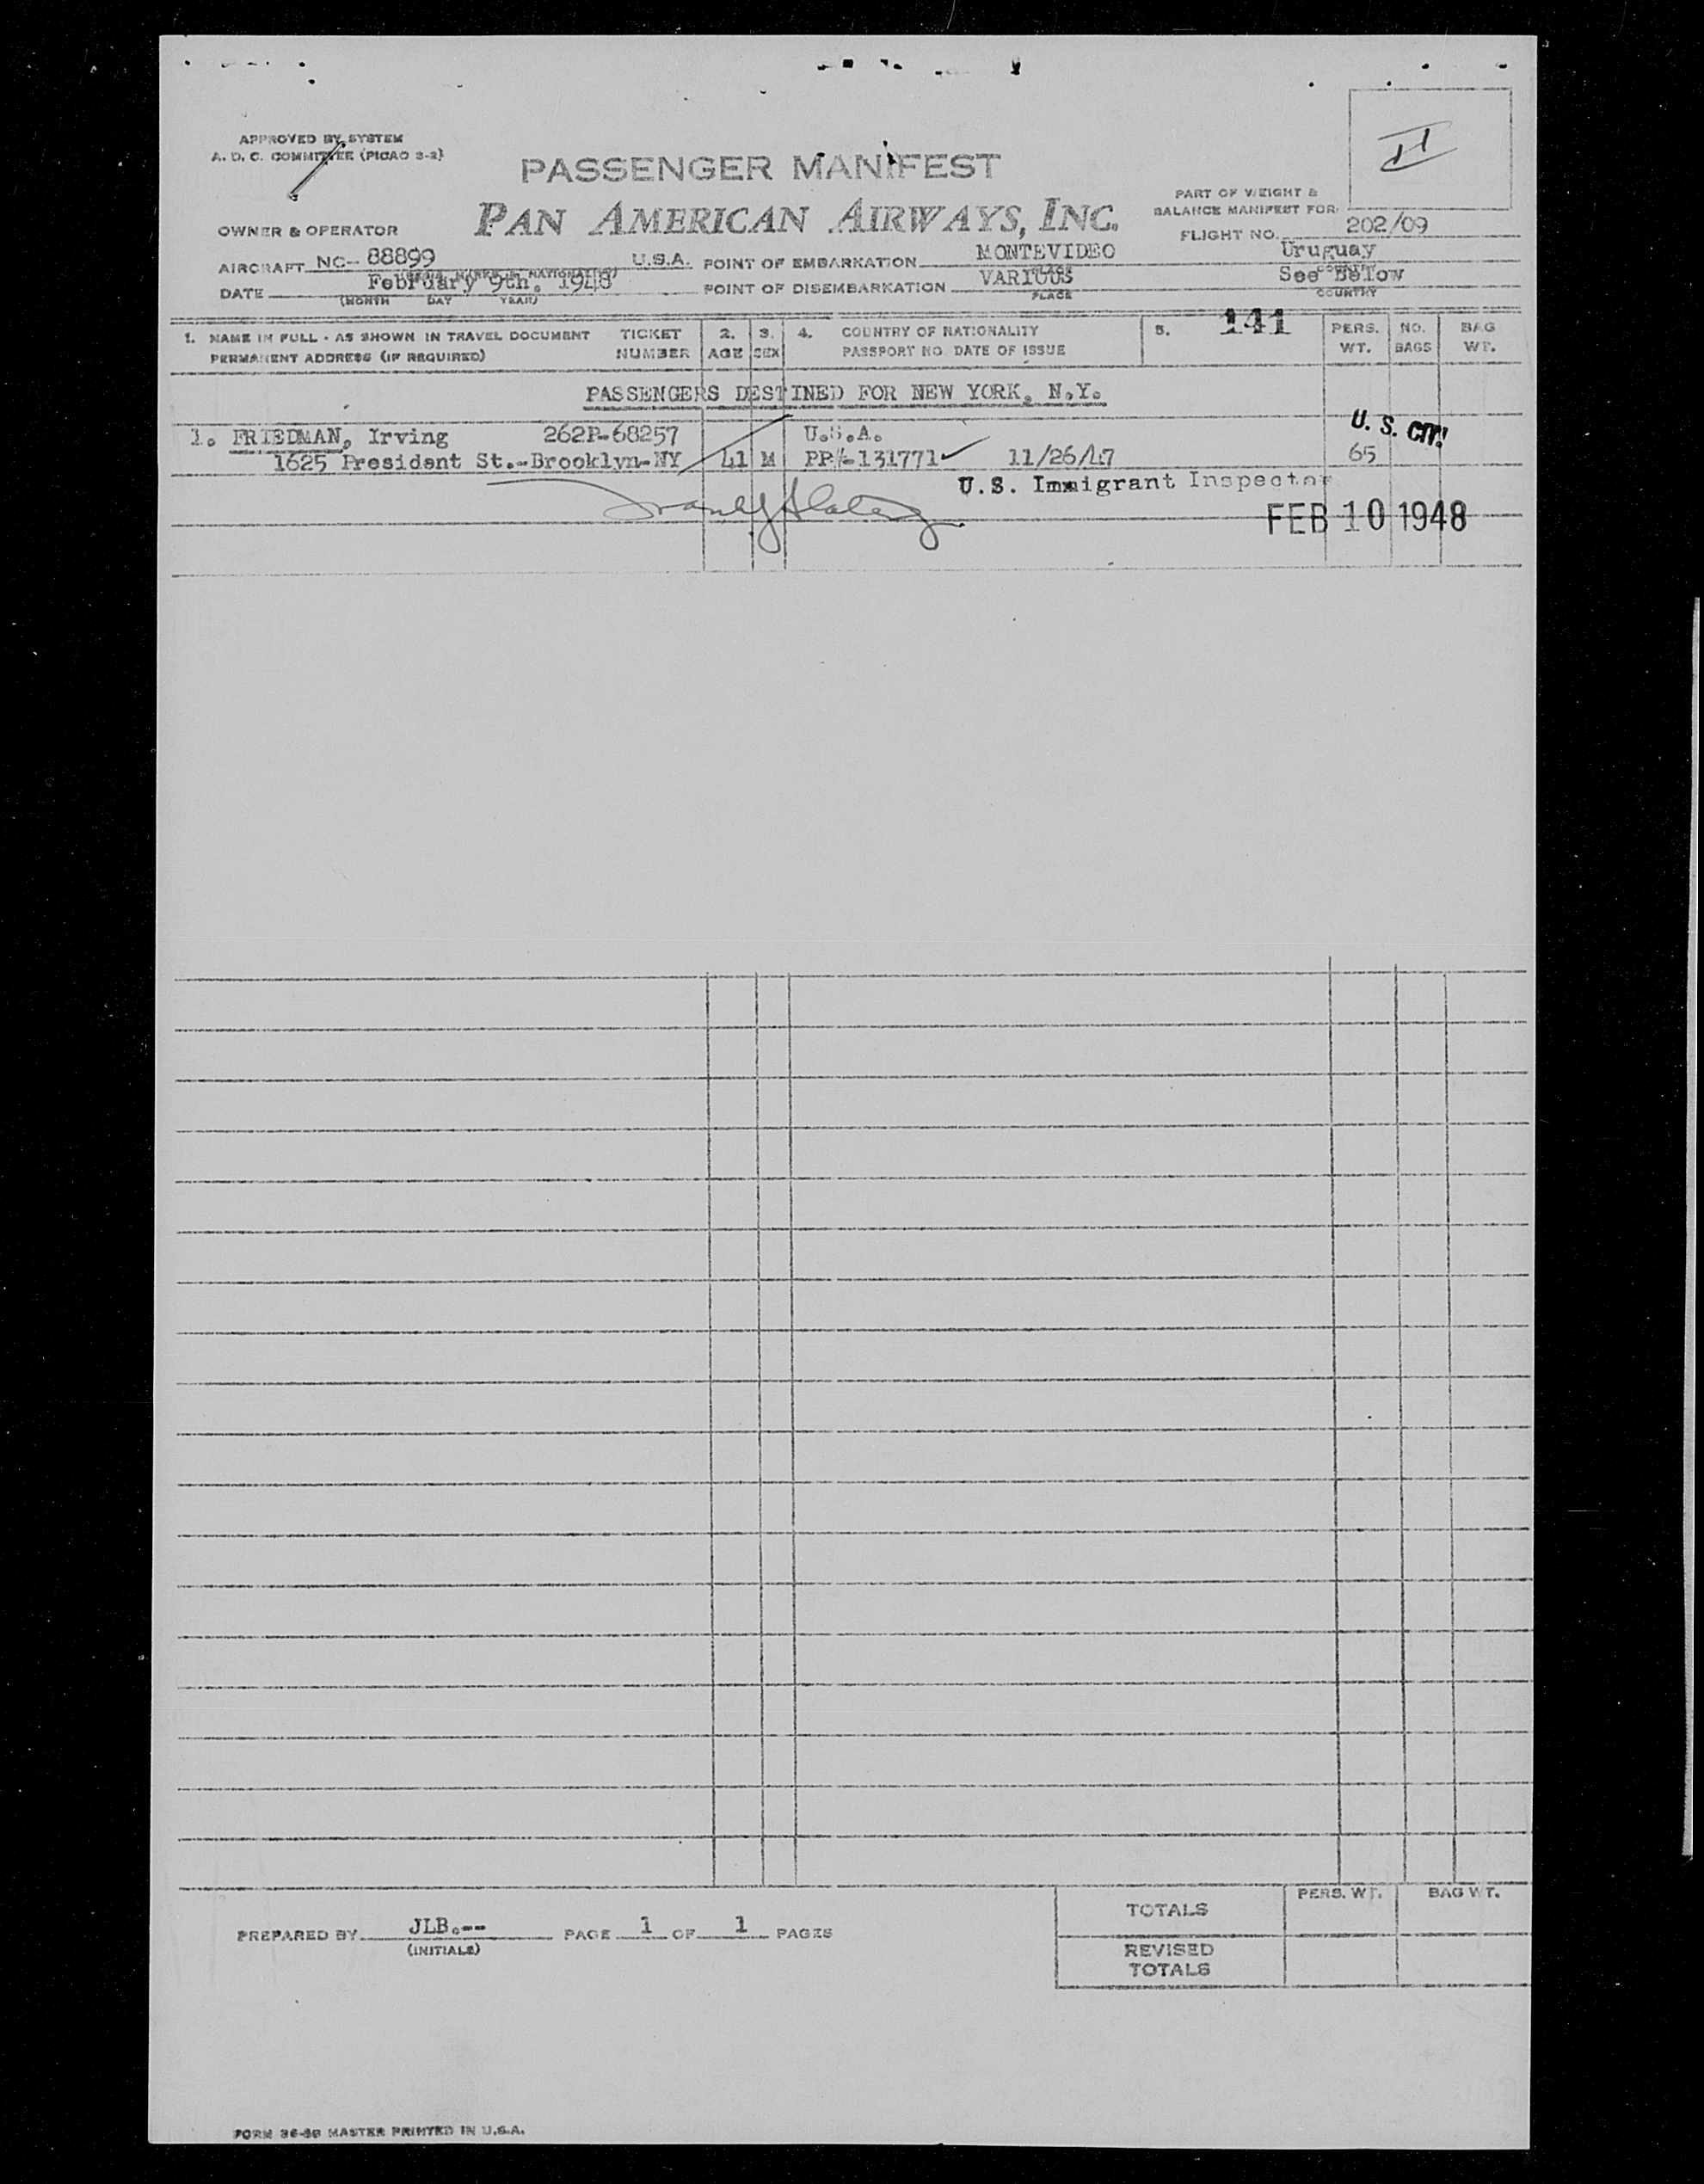 APPROVED BY SYSTEM
A. D. C. COMMITTEE (PICAO 3-2)
II
PASSENGER MANIFEST
PAN AMERICAN AIRWAYS, INC.
PART OF WEIGHT &
BALANCE MANIFEST FOR
FLIGHT NO. 202/09
OWNER & OPERATOR
AIRCRAFT NC- 88899 U.S.A. POINT OF EMBARKATION MONTEVIDEO Uruguay
PLACE COUNTRY
DATE February 9th, 1948 POINT OF DISEMBARKATION VARIOUS See below
(MONTH DAY YEAR) PLACE COUNTRY
1. NAME IN FULL - AS SHOWN IN TRAVEL DOCUMENT TICKET 2. 3. 4. COUNTRY OF NATIONALITY 5. 141 PERS. NO. BAG
PERMANENT ADDRESS (IF REQUIRED) NUMBER AGE SEX PASSPORT NO DATE OF ISSUE WT. BAGS WT.
PASSENGERS DESTINED FOR NEW YORK, N.Y.
1. FRIEDMAN, Irving 262P-68257 U.S.A. U. S. CIT.
1625 President St.-Brooklyn-NY 41 M PP#-131771 11/26/47 65
U.S. Immigrant Inspector
FEB 10 1948
PREPARED BY JLB.-- PAGE 1 OF 1 PAGES
(INITIALS)
PERS. WT. BAG WT.
TOTALS
REVISED
TOTALS
FORM 36-50 MASTER PRINTED IN U.S.A.